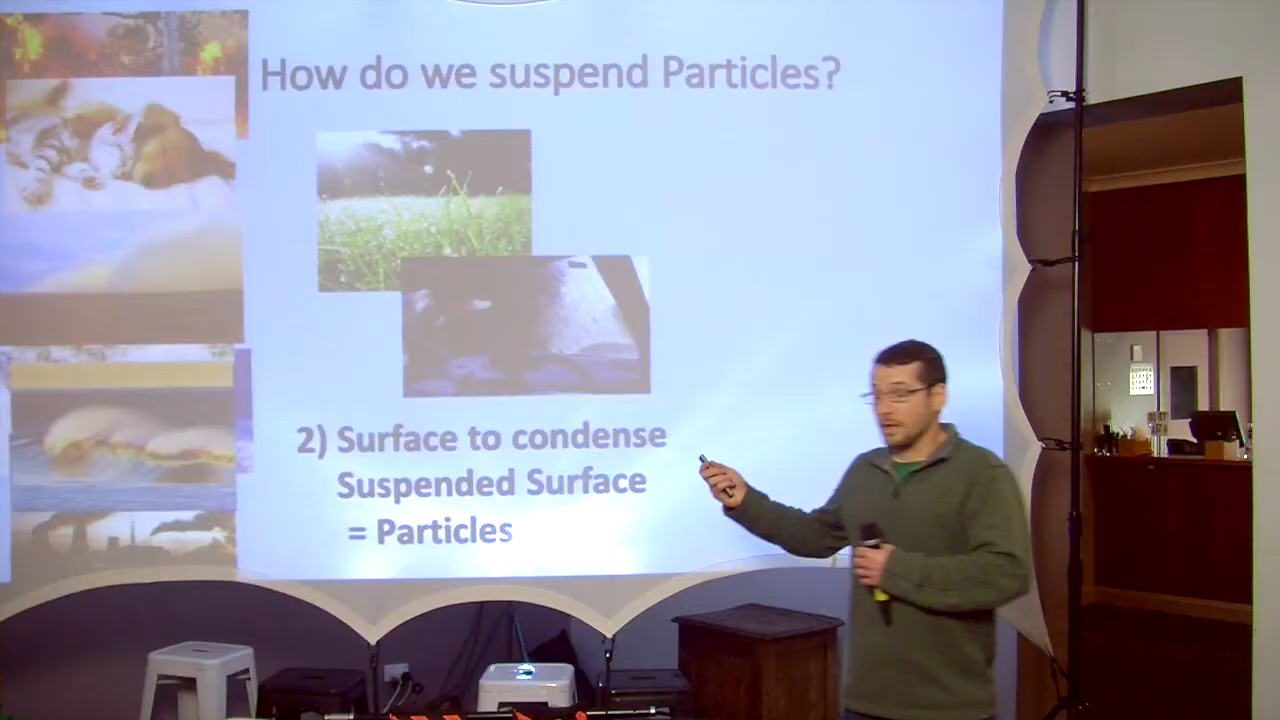 How do we suspend Particles?
2) Surface to condense
Suspended Surface
= Particles